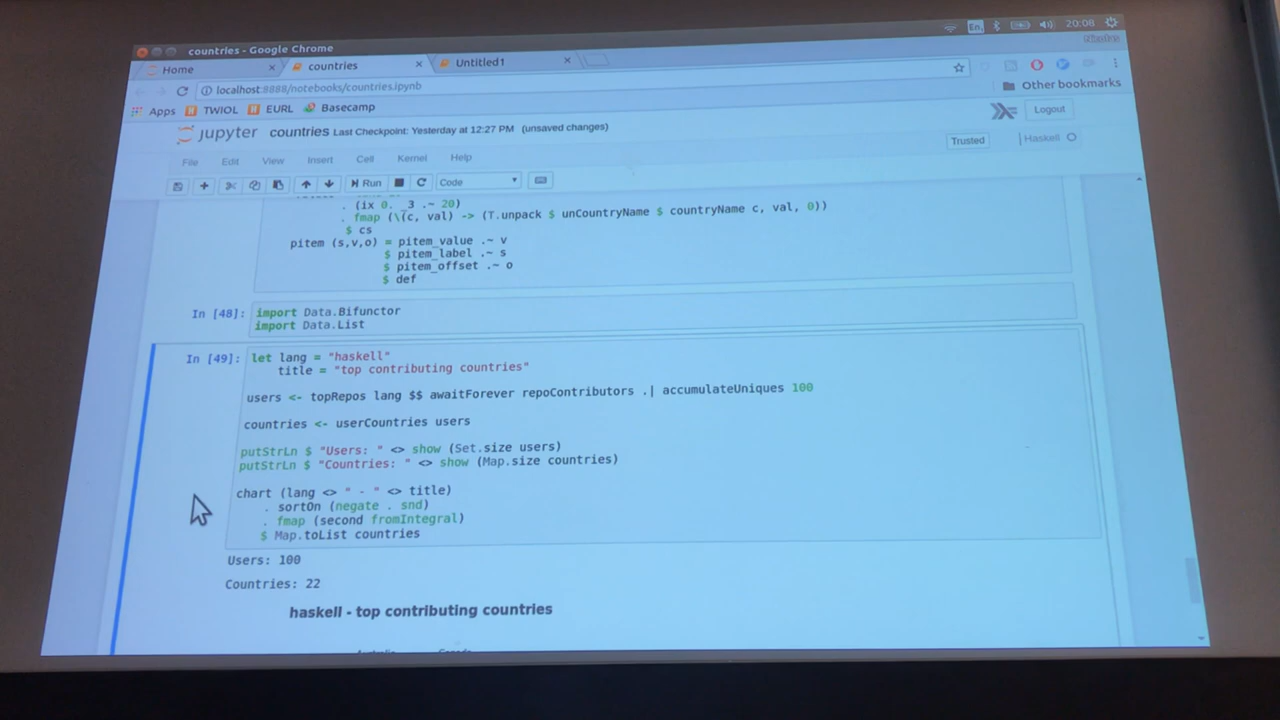 En
20:08
countries - Google Chrome
Home
countries
Untitled1
localhost:8888/notebooks/countries.ipynb
Apps TWIOL EURL Basecamp Other bookmarks
jupyter countries Last Checkpoint: Yesterday at 12:27 PM (unsaved changes) Logout
File Edit View Insert Cell Kernel Help Trusted Haskell
Run Code
. (ix 0. _3 .~ 20)
. fmap (\(c, val) -> (T.unpack $ unCountryName $ countryName c, val, 0))
$ cs
pitem (s,v,o) = pitem_value .~ v
$ pitem_label .~ s
$ pitem_offset .~ o
$ def
In [48]: import Data.Bifunctor
import Data.List
In [49]: let lang = "haskell"
title = "top contributing countries"
users <- topRepos lang $$ awaitForever repoContributors .| accumulateUniques 100
countries <- userCountries users
putStrLn $ "Users: " <> show (Set.size users)
putStrLn $ "Countries: " <> show (Map.size countries)
chart (lang <> " - " <> title)
. sortOn (negate . snd)
. fmap (second fromIntegral)
$ Map.toList countries
Users: 100
Countries: 22
haskell - top contributing countries